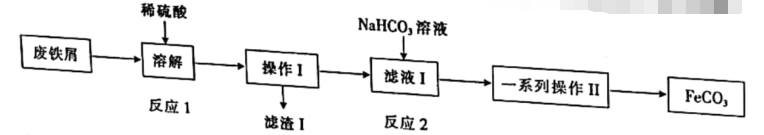 稀硫酸
NaHCO₃溶液
废铁屑
溶解
操作 I
滤液 I
一系列操作 II
FeCO₃
反应 1
滤渣 I
反应 2